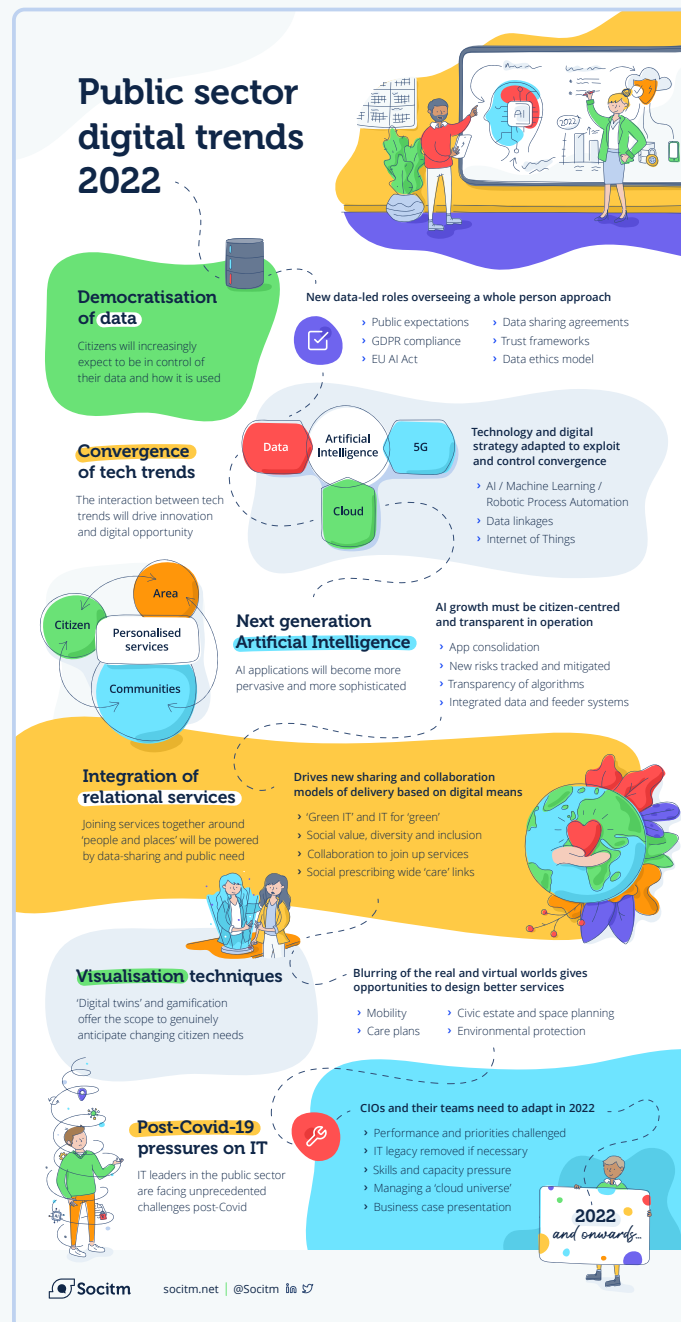 Public sector
digital trends
2022
AI
2022
Democratisation
of data
Citizens will increasingly
expect to be in control of
their data and how it is used
New data-led roles overseeing a whole person approach
› Public expectations
› GDPR compliance
› EU AI Act
› Data sharing agreements
› Trust frameworks
› Data ethics model
Convergence
of tech trends
The interaction between tech
trends will drive innovation
and digital opportunity
Data
Artificial
Intelligence
5G
Cloud
Technology and digital
strategy adapted to exploit
and control convergence
› AI / Machine Learning /
Robotic Process Automation
› Data linkages
› Internet of Things
Citizen
Area
Personalised
services
Communities
Next generation
Artificial Intelligence
AI applications will become more
pervasive and more sophisticated
AI growth must be citizen-centred
and transparent in operation
› App consolidation
› New risks tracked and mitigated
› Transparency of algorithms
› Integrated data and feeder systems
Integration of
relational services
Joining services together around
‘people and places’ will be powered
by data-sharing and public need
Drives new sharing and collaboration
models of delivery based on digital means
› ‘Green IT’ and IT for ‘green’
› Social value, diversity and inclusion
› Collaboration to join up services
› Social prescribing wide ‘care’ links
Visualisation techniques
‘Digital twins’ and gamification
offer the scope to genuinely
anticipate changing citizen needs
Blurring of the real and virtual worlds gives
opportunities to design better services
› Mobility
› Care plans
› Civic estate and space planning
› Environmental protection
Post-Covid-19
pressures on IT
IT leaders in the public sector
are facing unprecedented
challenges post-Covid
CIOs and their teams need to adapt in 2022
› Performance and priorities challenged
› IT legacy removed if necessary
› Skills and capacity pressure
› Managing a ‘cloud universe’
› Business case presentation
2022
and onwards...
Socitm
socitm.net | @Socitm in